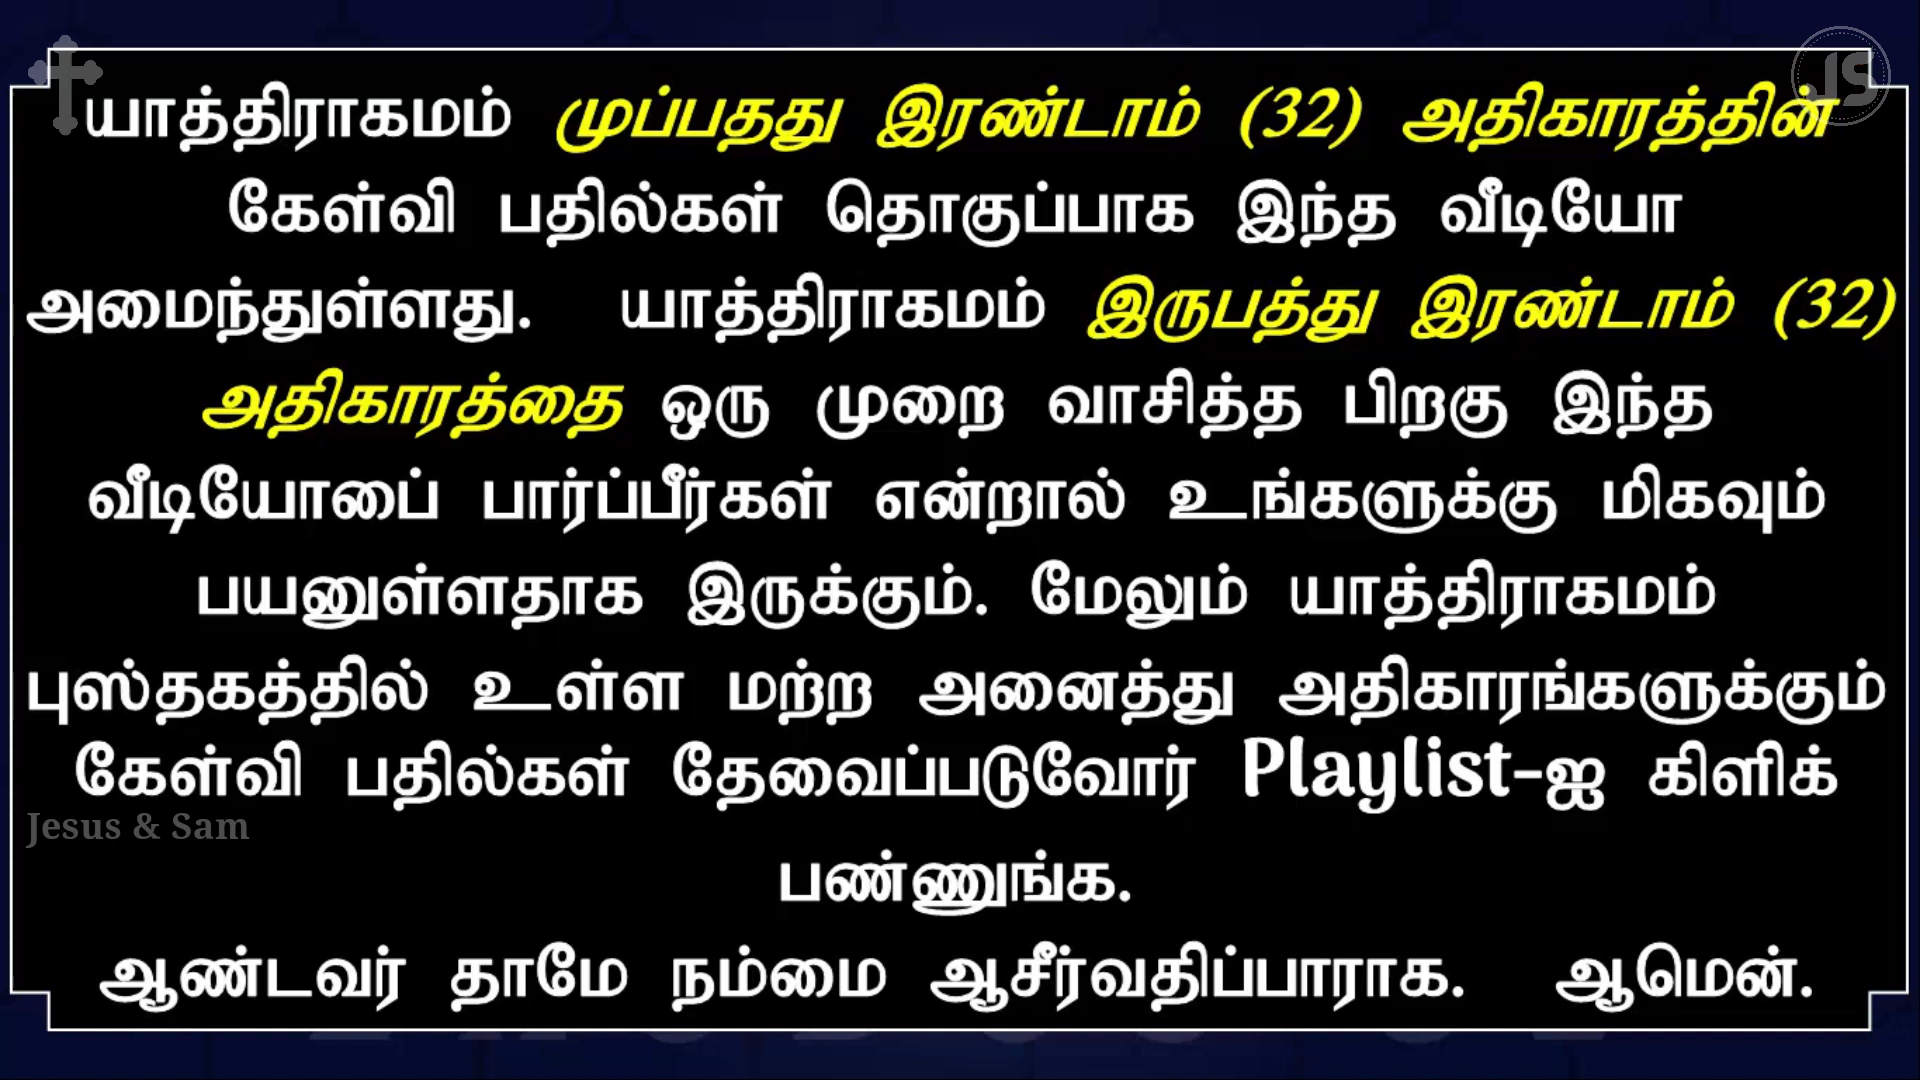 யாத்திராகமம் முப்பதது இரண்டாம் (32) அதிகாரத்தின்
கேள்வி பதில்கள் தொகுப்பாக இந்த வீடியோ
அமைந்துள்ளது. யாத்திராகமம் இருபத்து இரண்டாம் (32)
அதிகாரத்தை ஒரு முறை வாசித்த பிறகு இந்த
வீடியோபைப் பார்ப்பீர்கள் என்றால் உங்களுக்கு மிகவும்
பயனுள்ளதாக இருக்கும். மேலும் யாத்திராகமம்
புஸ்தகத்தில் உள்ள மற்ற அனைத்து அதிகாரங்களுக்கும்
கேள்வி பதில்கள் தேவைப்படுவோர் Playlist-ஐ கிளிக்
பண்ணுங்க.
ஆண்டவர் தாமே நம்மை ஆசீர்வதிப்பாராக. ஆமென்.
JS
Jesus & Sam